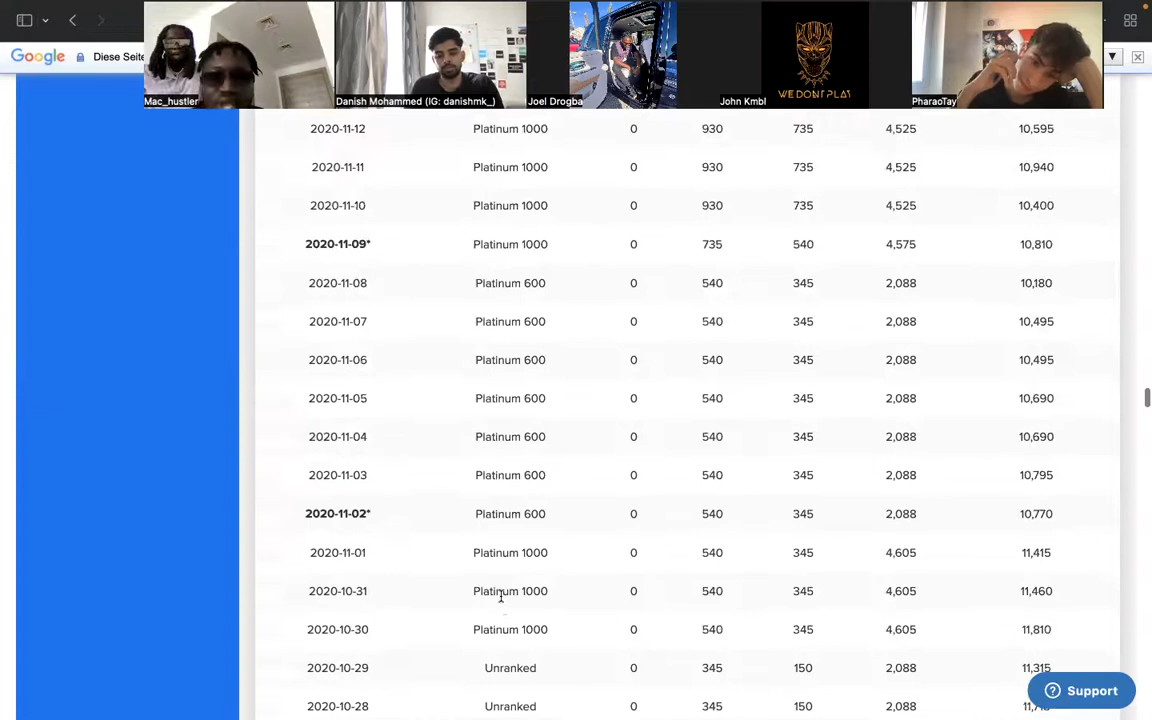 Google Diese Seite
Mac_hustler
Danish Mohammed (IG: danishmk_)
Joel Drogba
WE DONT PLAY
John Kmbl
PharaoTay
2020-11-12 Platinum 1000 0 930 735 4,525 10,595
2020-11-11 Platinum 1000 0 930 735 4,525 10,940
2020-11-10 Platinum 1000 0 930 735 4,525 10,400
2020-11-09* Platinum 1000 0 735 540 4,575 10,810
2020-11-08 Platinum 600 0 540 345 2,088 10,180
2020-11-07 Platinum 600 0 540 345 2,088 10,495
2020-11-06 Platinum 600 0 540 345 2,088 10,495
2020-11-05 Platinum 600 0 540 345 2,088 10,690
2020-11-04 Platinum 600 0 540 345 2,088 10,690
2020-11-03 Platinum 600 0 540 345 2,088 10,795
2020-11-02* Platinum 600 0 540 345 2,088 10,770
2020-11-01 Platinum 1000 0 540 345 4,605 11,415
2020-10-31 Platinum 1000 0 540 345 4,605 11,460
2020-10-30 Platinum 1000 0 540 345 4,605 11,810
2020-10-29 Unranked 0 345 150 2,088 11,315
2020-10-28 Unranked 0 345 150 2,088
Support